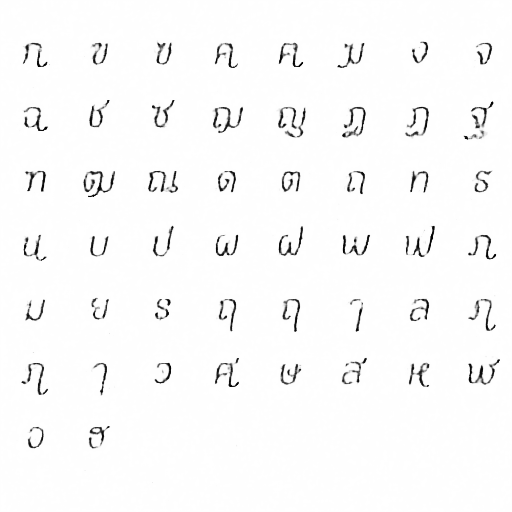 ก ข ฃ ค ฅ ฆ ง จ
ฉ ช ซ ฌ ญ ฎ ฏ ฐ
ฑ ฒ ณ ด ต ถ ท ธ
น บ ป ผ ฝ พ ฟ ภ
ม ย ร ฤ ฤ ๅ ล ฦ
ฦ ๅ ว ศ ษ ส ห ฬ
อ ฮ